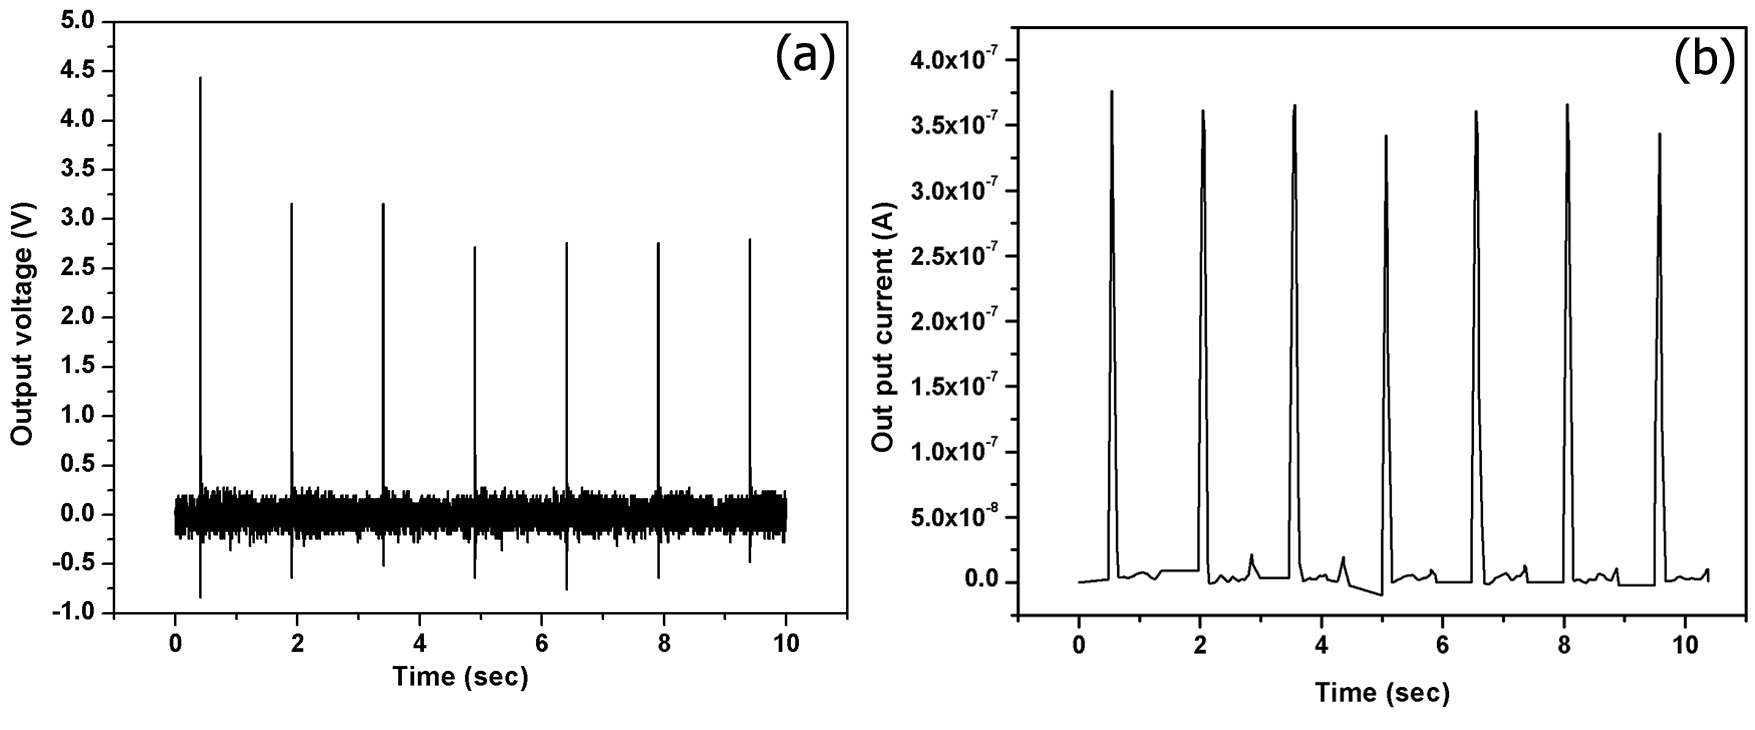 (a)
Output voltage (V)
5.0
4.5
4.0
3.5
3.0
2.5
2.0
1.5
1.0
0.5
0.0
-0.5
-1.0
0 2 4 6 8 10
Time (sec)
(b)
Out put current (A)
4.0x10⁻⁷
3.5x10⁻⁷
3.0x10⁻⁷
2.5x10⁻⁷
2.0x10⁻⁷
1.5x10⁻⁷
1.0x10⁻⁷
5.0x10⁻⁸
0.0
0 2 4 6 8 10
Time (sec)